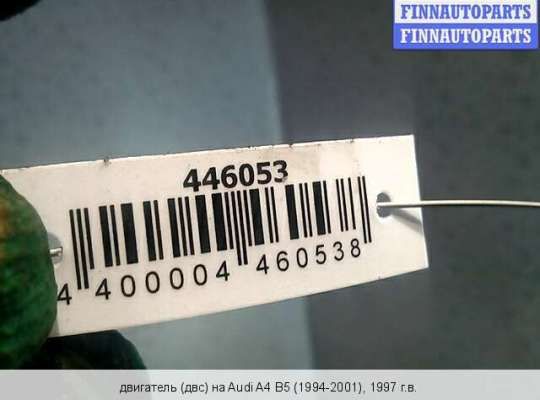 FINNAUTOPARTS
FINNAUTOPARTS
446053
4 400004 460538
двигатель (двс) на Audi A4 B5 (1994-2001), 1997 г.в.